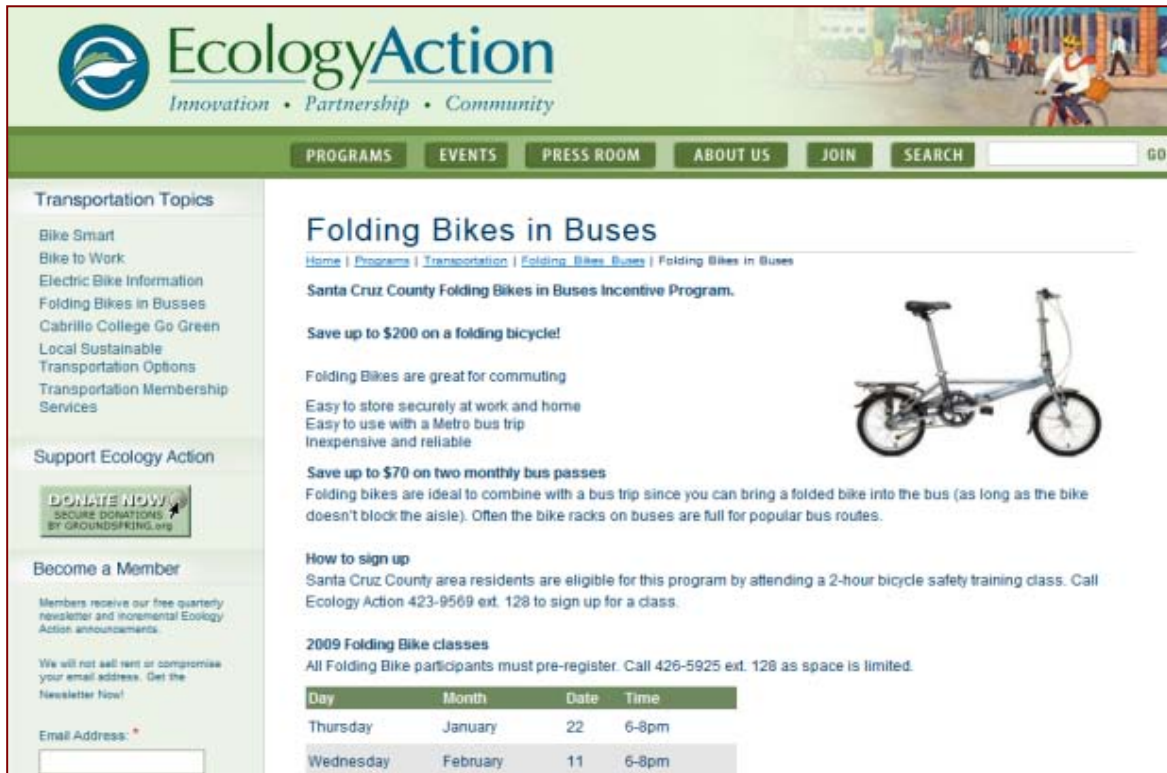 EcologyAction
Innovation • Partnership • Community
PROGRAMS EVENTS PRESS ROOM ABOUT US JOIN SEARCH GO
Transportation Topics
Bike Smart
Bike to Work
Electric Bike Information
Folding Bikes in Busses
Cabrillo College Go Green
Local Sustainable
Transportation Options
Transportation Membership
Services
Support Ecology Action
DONATE NOW
SECURE DONATIONS
BY GROUNDSPRING.org
Become a Member
Members receive our free quarterly
newsletter and incremental Ecology
Action announcements.
We will not sell rent or compromise
your email address. Get the
Newsletter Now!
Email Address: *
Folding Bikes in Buses
Home | Programs | Transportation | Folding Bikes Buses | Folding Bikes in Buses
Santa Cruz County Folding Bikes in Buses Incentive Program.
Save up to $200 on a folding bicycle!
Folding Bikes are great for commuting
Easy to store securely at work and home
Easy to use with a Metro bus trip
Inexpensive and reliable
Save up to $70 on two monthly bus passes
Folding bikes are ideal to combine with a bus trip since you can bring a folded bike into the bus (as long as the bike
doesn't block the aisle). Often the bike racks on buses are full for popular bus routes.
How to sign up
Santa Cruz County area residents are eligible for this program by attending a 2-hour bicycle safety training class. Call
Ecology Action 423-9569 ext. 128 to sign up for a class.
2009 Folding Bike classes
All Folding Bike participants must pre-register. Call 426-5925 ext. 128 as space is limited.
Day Month Date Time
Thursday January 22 6-8pm
Wednesday February 11 6-8pm